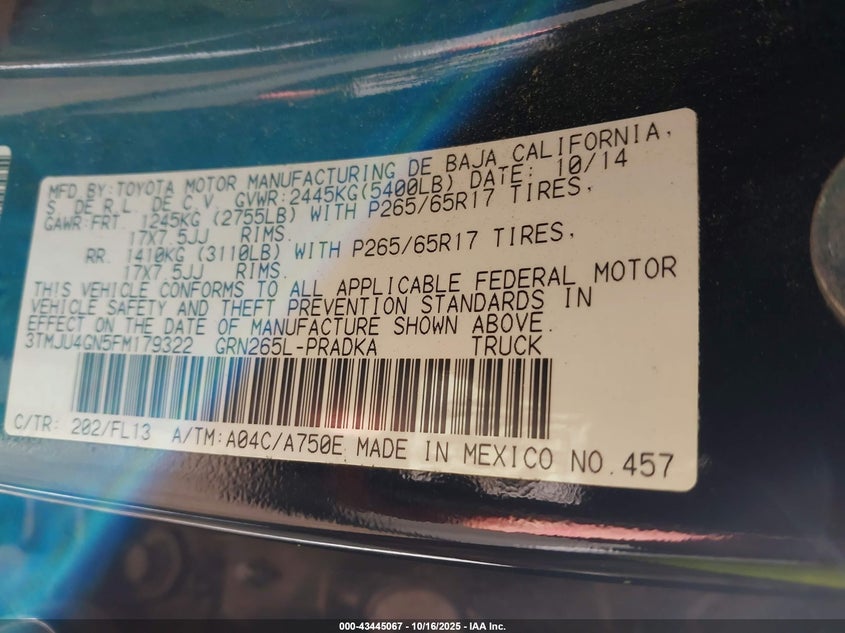 MFD.BY:TOYOTA MOTOR MANUFACTURING DE BAJA CALIFORNIA,
S. DE R.L. DE C.V. GVWR:2445KG(5400LB) DATE: 10/14
GAWR:FRT. 1245KG (2755LB) WITH P265/65R17 TIRES,
17X7.5JJ RIMS.
RR. 1410KG (3110LB) WITH P265/65R17 TIRES,
17X7.5JJ RIMS.
THIS VEHICLE CONFORMS TO ALL APPLICABLE FEDERAL MOTOR
VEHICLE SAFETY AND THEFT PREVENTION STANDARDS IN
EFFECT ON THE DATE OF MANUFACTURE SHOWN ABOVE.
3TMJU4GN5FM179322 GRN265L-PRADKA TRUCK
C/TR: 202/FL13 A/TM:A04C/A750E MADE IN MEXICO NO.457
000-43445067 - 10/16/2025 - IAA Inc.